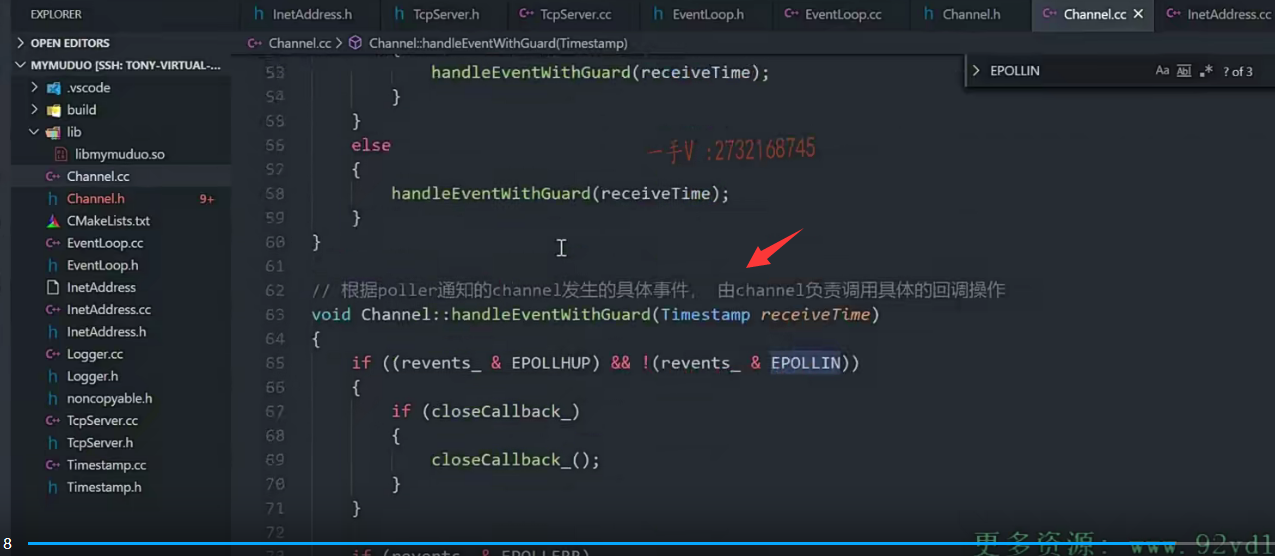 EXPLORER
InetAddress.h
TcpServer.h
TcpServer.cc
EventLoop.h
EventLoop.cc
Channel.h
Channel.cc
InetAddress.cc
OPEN EDITORS
Channel.cc > Channel::handleEventWithGuard(Timestamp)
MYMUDUO [SSH: TONY-VIRTUAL-...
EPOLLIN
Aa Abl .* ? of 3
.vscode
build
lib
libmymuduo.so
Channel.cc
Channel.h 9+
CMakeLists.txt
EventLoop.cc
EventLoop.h
InetAddress
InetAddress.cc
InetAddress.h
Logger.cc
Logger.h
noncopyable.h
TcpServer.cc
TcpServer.h
Timestamp.cc
Timestamp.h
53 handleEventWithGuard(receiveTime);
54 }
55 }
56 else
一手V :2732168745
57 {
58 handleEventWithGuard(receiveTime);
59 }
60 }
61
62 // 根据poller通知的channel发生的具体事件， 由channel负责调用具体的回调操作
63 void Channel::handleEventWithGuard(Timestamp receiveTime)
64 {
65 if ((revents_ & EPOLLHUP) && !(revents_ & EPOLLIN))
66 {
67 if (closeCallback_)
68 {
69 closeCallback_();
70 }
71 }
72
73 if (revents_ & EPOLLERR)
8
更多资源: www.92vd1